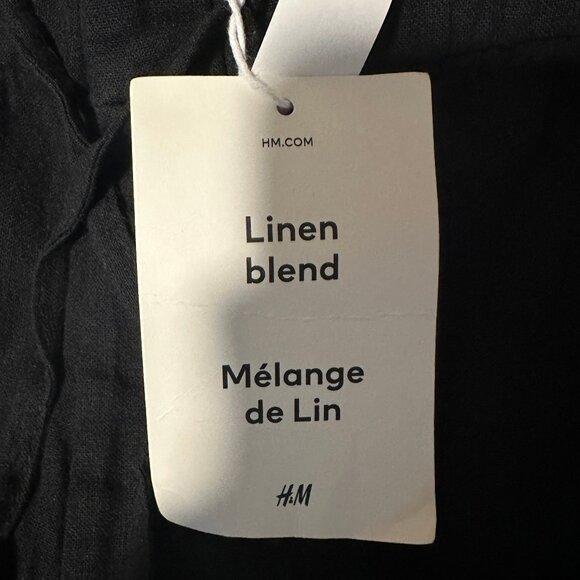 HM.COM
Linen
blend
Mélange
de Lin
H&M